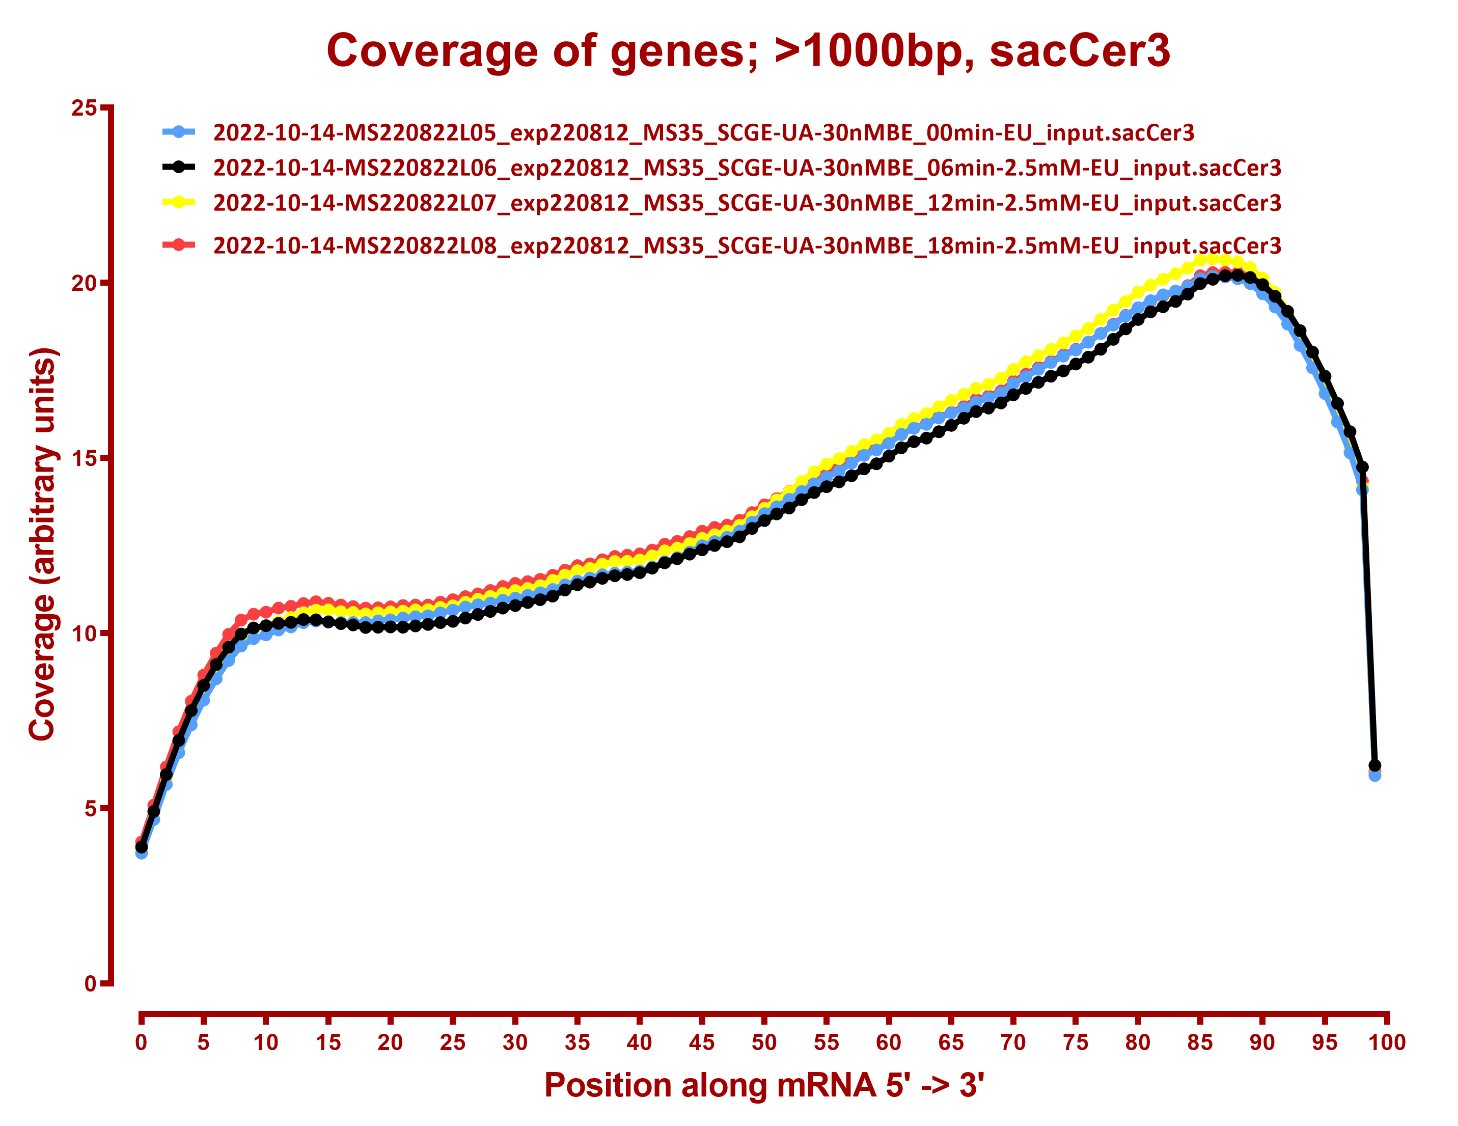 Coverage of genes; >1000bp, sacCer3
25
2022-10-14-MS220822L05_exp220812_MS35_SCGE-UA-30nMBE_00min-EU_input.sacCer3
2022-10-14-MS220822L06_exp220812_MS35_SCGE-UA-30nMBE_06min-2.5mM-EU_input.sacCer3
2022-10-14-MS220822L07_exp220812_MS35_SCGE-UA-30nMBE_12min-2.5mM-EU_input.sacCer3
2022-10-14-MS220822L08_exp220812_MS35_SCGE-UA-30nMBE_18min-2.5mM-EU_input.sacCer3
20
15
10
5
0
Coverage (arbitrary units)
0 5 10 15 20 25 30 35 40 45 50 55 60 65 70 75 80 85 90 95 100
Position along mRNA 5' -> 3'